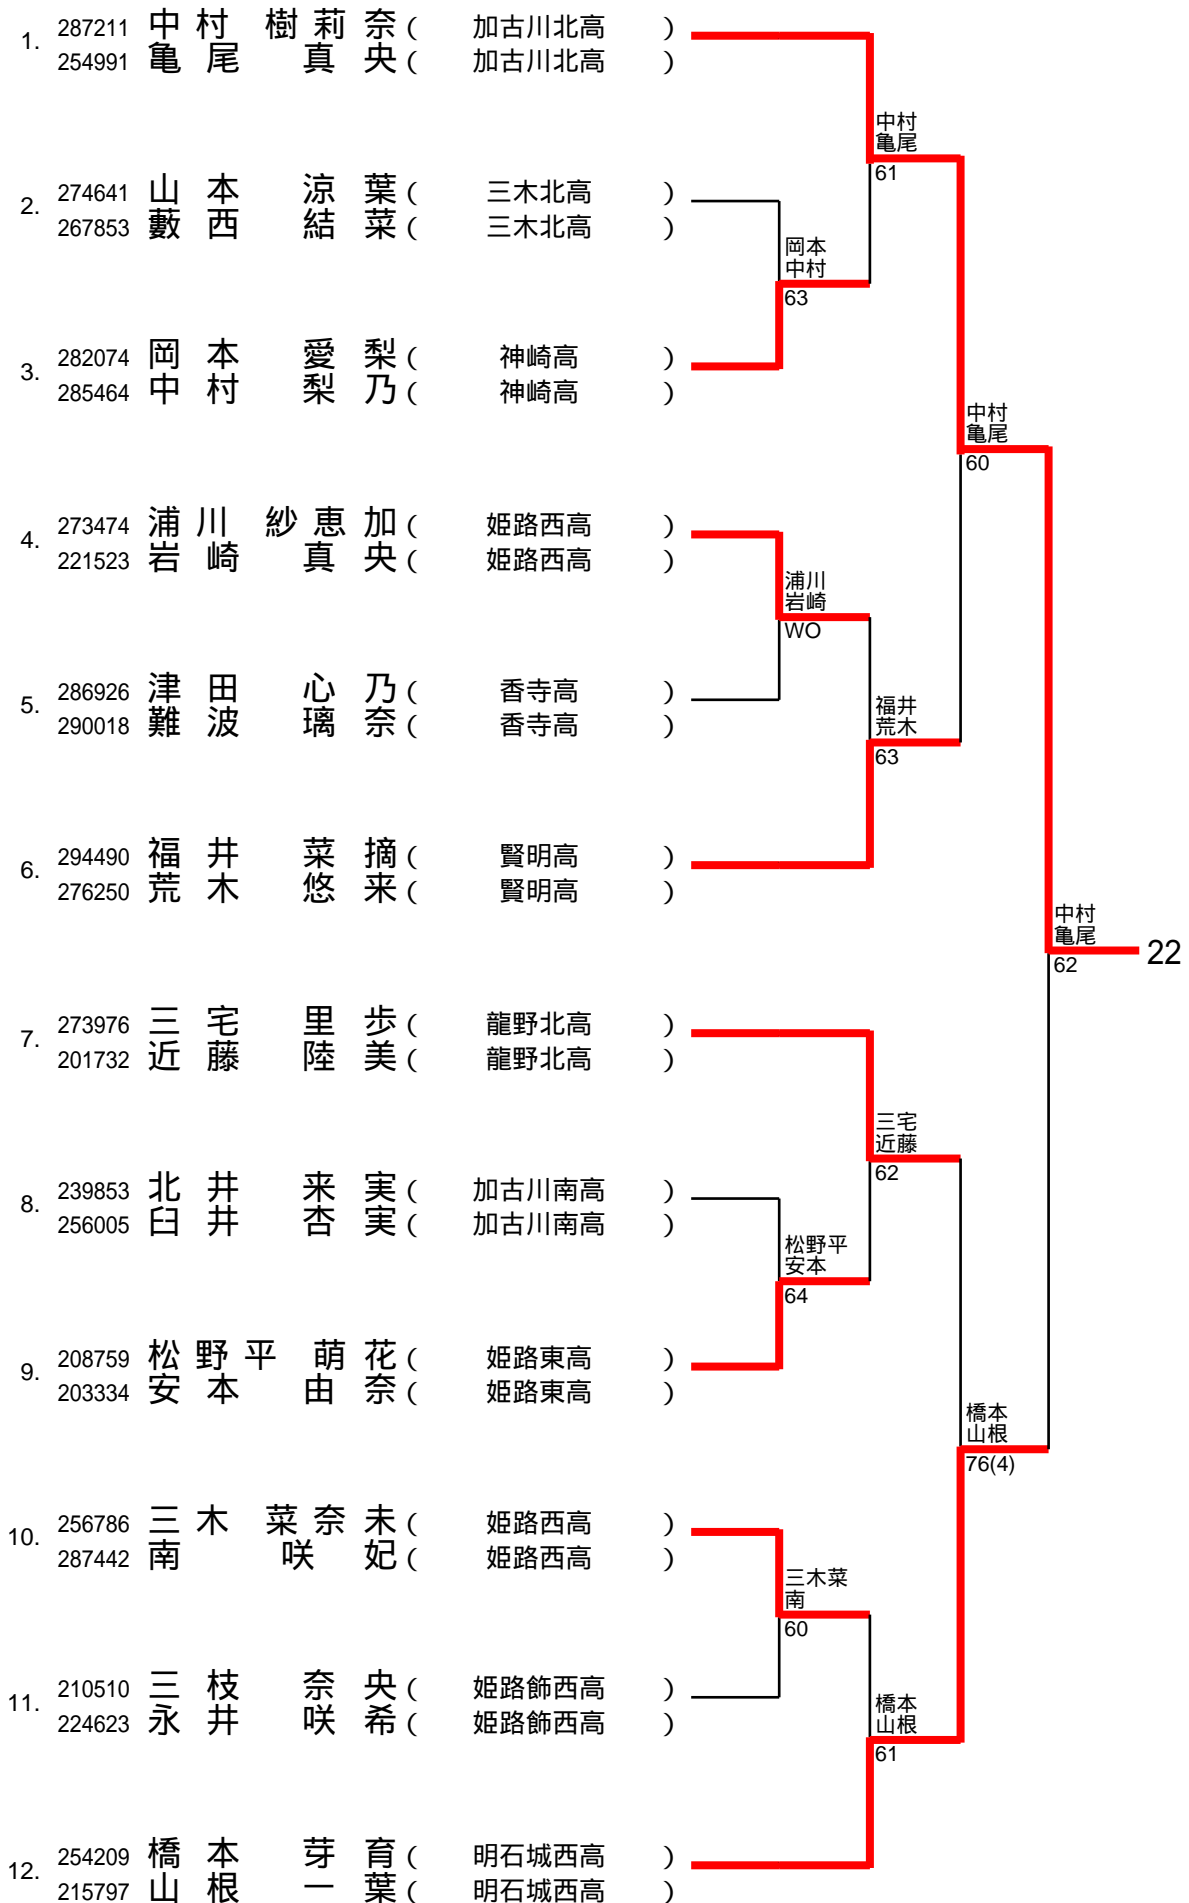 1. 287211 中村 樹莉奈 ( 加古川北高 )
254991 亀尾 真央 ( 加古川北高 )
中村
亀尾
61
2. 274641 山本 涼葉 ( 三木北高 )
267853 藪西 結菜 ( 三木北高 )
岡本
中村
63
3. 282074 岡本 愛梨 ( 神崎高 )
285464 中村 梨乃 ( 神崎高 )
中村
亀尾
60
4. 273474 浦川 紗恵加 ( 姫路西高 )
221523 岩崎 真央 ( 姫路西高 )
浦川
岩崎
WO
5. 286926 津田 心乃 ( 香寺高 )
290018 難波 璃奈 ( 香寺高 )
福井
荒木
63
6. 294490 福井 菜摘 ( 賢明高 )
276250 荒木 悠来 ( 賢明高 )
中村
亀尾
62
22
7. 273976 三宅 里歩 ( 龍野北高 )
201732 近藤 陸美 ( 龍野北高 )
三宅
近藤
62
8. 239853 北井 来実 ( 加古川南高 )
256005 臼井 杏実 ( 加古川南高 )
松野平
安本
64
9. 208759 松野平 萌花 ( 姫路東高 )
203334 安本 由奈 ( 姫路東高 )
橋本
山根
76(4)
10. 256786 三木 菜奈未 ( 姫路西高 )
287442 南 咲妃 ( 姫路西高 )
三木菜
南
60
11. 210510 三枝 奈央 ( 姫路飾西高 )
224623 永井 咲希 ( 姫路飾西高 )
橋本
山根
61
12. 254209 橋本 芽育 ( 明石城西高 )
215797 山根 一葉 ( 明石城西高 )